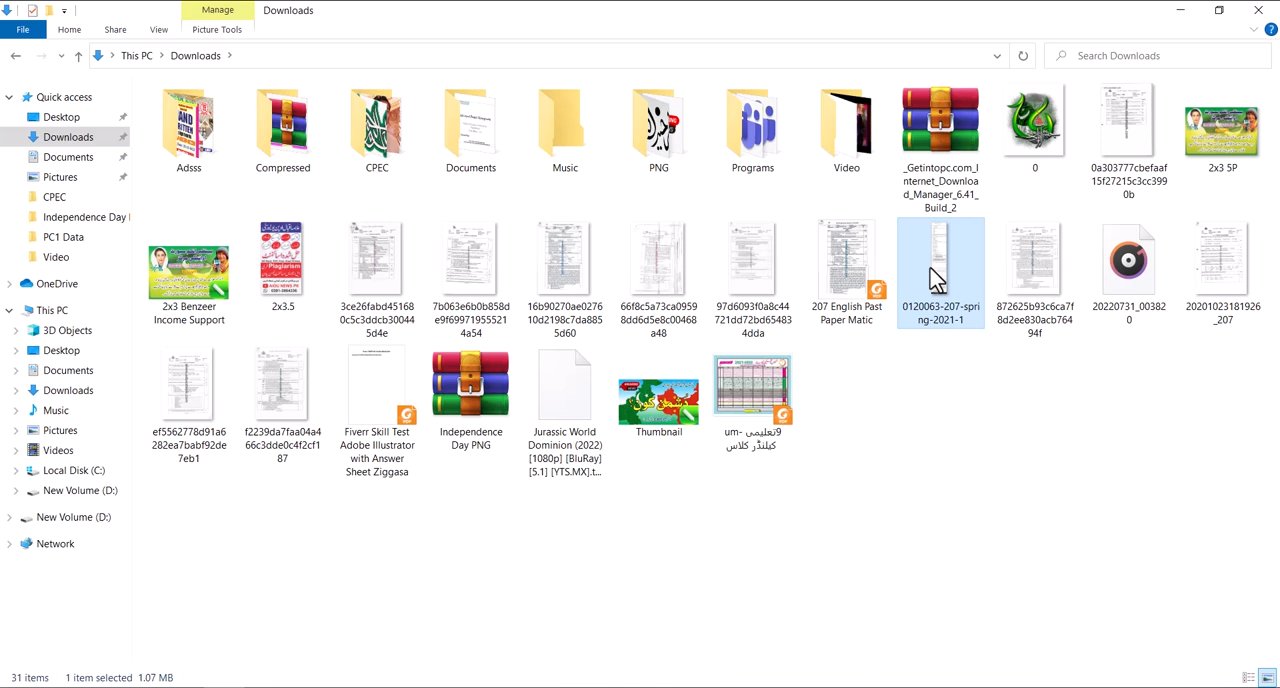 Manage
Downloads
File
Home
Share
View
Picture Tools
This PC
Downloads
Search Downloads
Quick access
Desktop
Downloads
Documents
Pictures
CPEC
Independence Day
PC1 Data
Video
OneDrive
This PC
3D Objects
Desktop
Documents
Downloads
Music
Pictures
Videos
Local Disk (C:)
New Volume (D:)
New Volume (D:)
Network
Adsss
Compressed
CPEC
Documents
Music
PNG
Programs
Video
_Getintopc.com_I
nternet_Downloa
d_Manager_6.41_
Build_2
0
0a303777cbefaaf
15f27215c3cc399
0b
2x3 5P
2x3 Benzeer
Income Support
2x3.5
3ce26fabd45168
0c5c3ddcb30044
5d4e
7b063e6b0b858d
e9f69971955521
4a54
16b90270ae0276
10d2198c7da885
5d60
66f8c5a73ca0959
8dd6d5e8c00468
a48
97d6093f0a8c44
721dd72bd65483
4dda
207 English Past
Paper Matic
0120063-207-spri
ng-2021-1
872625b93c6ca7f
8d2ee830acb764
94f
20220731_00382
0
20201023181926
_207
ef5562778d91a6
282ea7babf92de
7eb1
f2239da7faa04a4
66c3dde0c4f2cf1
87
Fiverr Skill Test
Adobe Illustrator
with Answer
Sheet Ziggasa
Independence
Day PNG
Jurassic World
Dominion (2022)
[1080p] [BluRay]
[5.1] [YTS.MX].t...
Thumbnail
um- تعلیمی9
کیلنڈر کلاس
31 items
1 item selected 1.07 MB